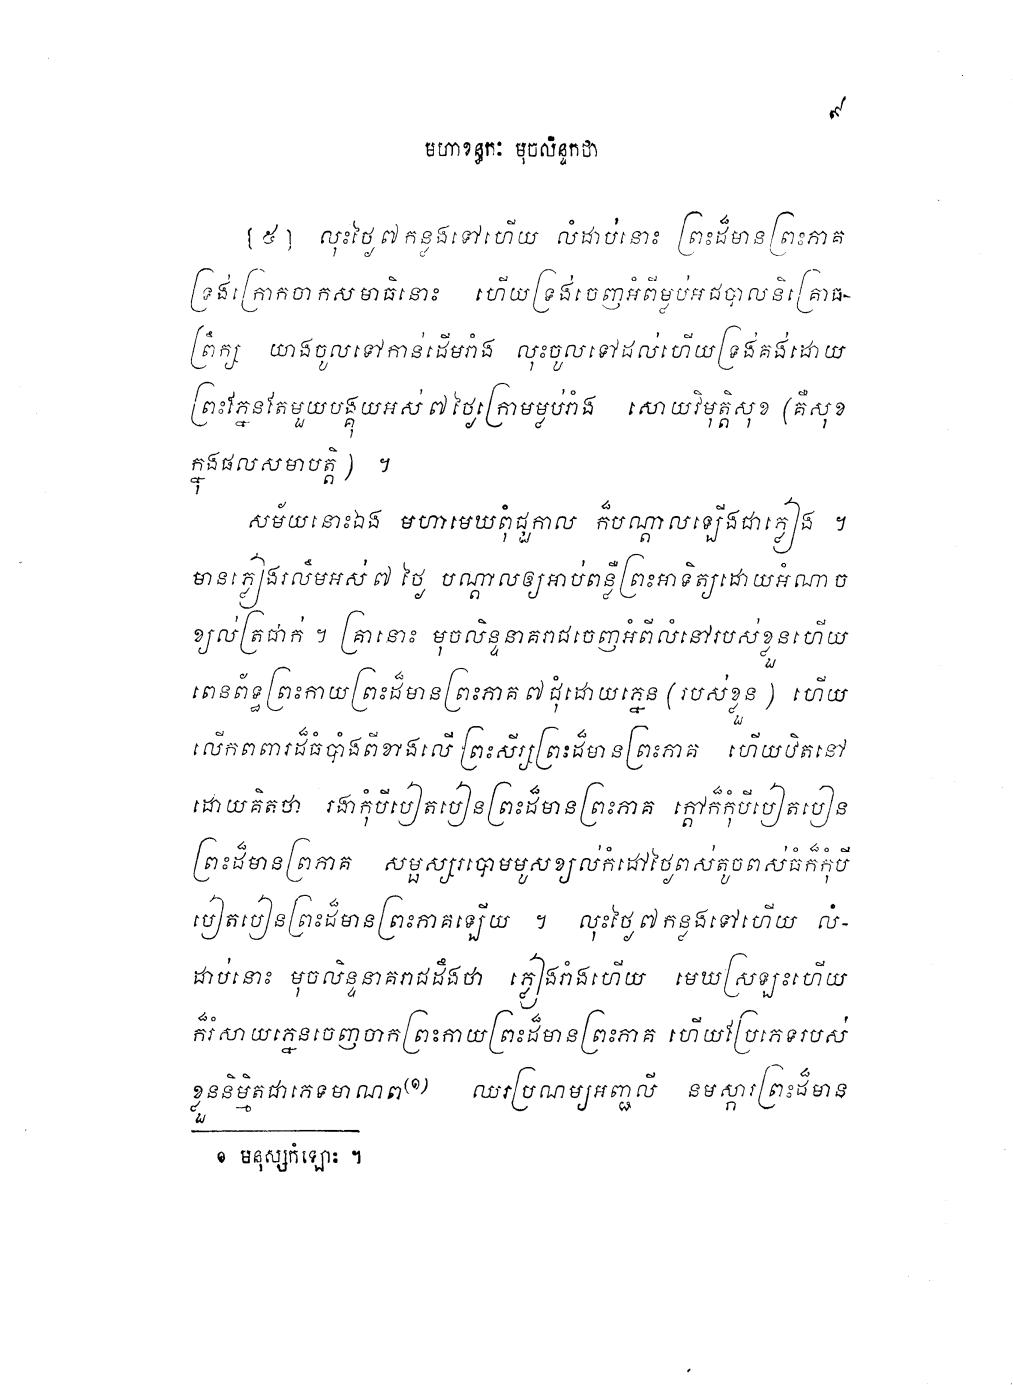 ៩
មហាខន្ធកៈ មុចលិន្ទកថា
[៥] លុះថ្ងៃ ៧ កន្លងទៅហើយ លំដាប់នោះ ព្រះដ៏មានព្រះភាគ
ទ្រង់ក្រោកចាកសមាធិនោះ ហើយទ្រង់ចេញអំពីម្លប់អជបាលនិគ្រោធ-
ព្រឹក្ស យាងចូលទៅកាន់ដើមរាំង លុះចូលទៅដល់ហើយទ្រង់គង់ដោយ
ព្រះភ្នែនតែមួយបង្គុយអស់ ៧ ថ្ងៃក្រោមម្លប់រាំង សោយវិមុត្តិសុខ (គឺសុខ
ក្នុងផលសមាបត្តិ) ។
សម័យនោះឯង មហាមេឃពុំជួកាល ក៏បណ្តាលឡើងជាភ្លៀង ។
មានភ្លៀងរលឹមអស់ ៧ ថ្ងៃ បណ្តាលឲ្យអាប់ពន្លឺព្រះអាទិត្យដោយអំណាច
ខ្យល់ត្រជាក់ ។ គ្រានោះ មុចលិន្ទនាគរាជចេញអំពីលំនៅរបស់ខ្លួនហើយ
ពេនព័ទ្ធព្រះកាយព្រះដ៏មានព្រះភាគ ៧ ជុំដោយភ្នេន (របស់ខ្លួន) ហើយ
លើកពពារដ៏ធំបាំងពីខាងលើ ព្រះសីរ្សព្រះដ៏មានព្រះភាគ ហើយឋិតនៅ
ដោយគិតថា រងាកុំបីបៀតបៀនព្រះដ៏មានព្រះភាគ ក្តៅក៏កុំបីបៀតបៀន
ព្រះដ៏មានព្រភាគ សម្ផស្សរបោមមូសខ្យល់កំដៅថ្ងៃពស់តូចពស់ធំក៏កុំបី
បៀតបៀនព្រះដ៏មានព្រះភាគឡើយ ។ លុះថ្ងៃ ៧ កន្លងទៅហើយ លំ-
ដាប់នោះ មុចលិន្ទនាគរាជដឹងថា ភ្លៀងរាំងហើយ មេឃស្រឡះហើយ
ក៏រំសាយភ្នេនចេញចាកព្រះកាយព្រះដ៏មានព្រះភាគ ហើយប្រែភេទរបស់
ខ្លួននិម្មិតជាភេទមាណព(១) ឈរប្រណម្យអញ្ជលី នមស្ការព្រះដ៏មាន
១ មនុស្សកំឡោះ ។